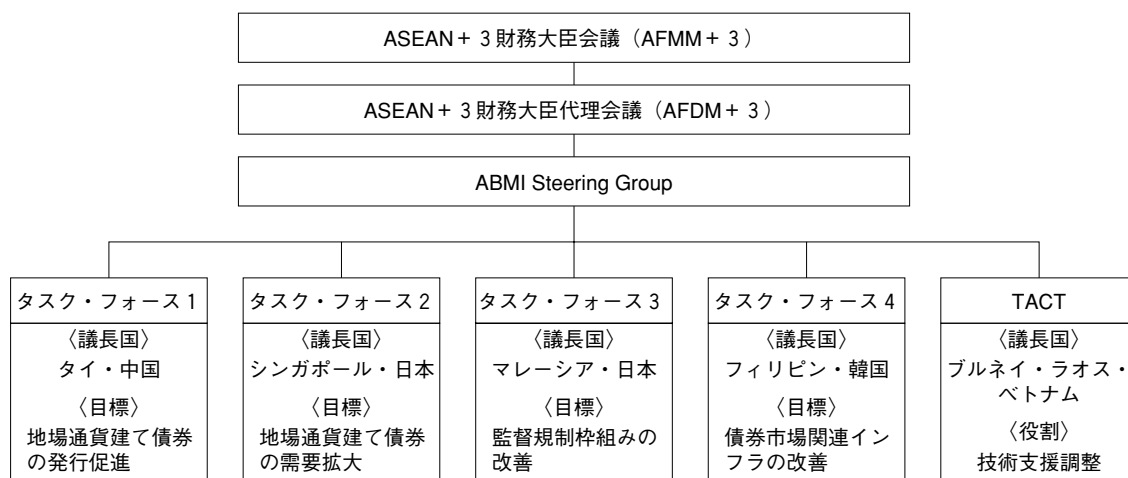 ASEAN+3財務大臣会議(AFMM+3)
ASEAN+3財務大臣代理会議(AFDM+3)
ABMI Steering Group
タスク・フォース1
〈議長国〉
タイ・中国
〈目標〉
地場通貨建て債券
の発行促進
タスク・フォース2
〈議長国〉
シンガポール・日本
〈目標〉
地場通貨建て債券
の需要拡大
タスク・フォース3
〈議長国〉
マレーシア・日本
〈目標〉
監督規制枠組みの
改善
タスク・フォース4
〈議長国〉
フィリピン・韓国
〈目標〉
債券市場関連イン
フラの改善
TACT
〈議長国〉
ブルネイ・ラオス・
ベトナム
〈役割〉
技術支援調整